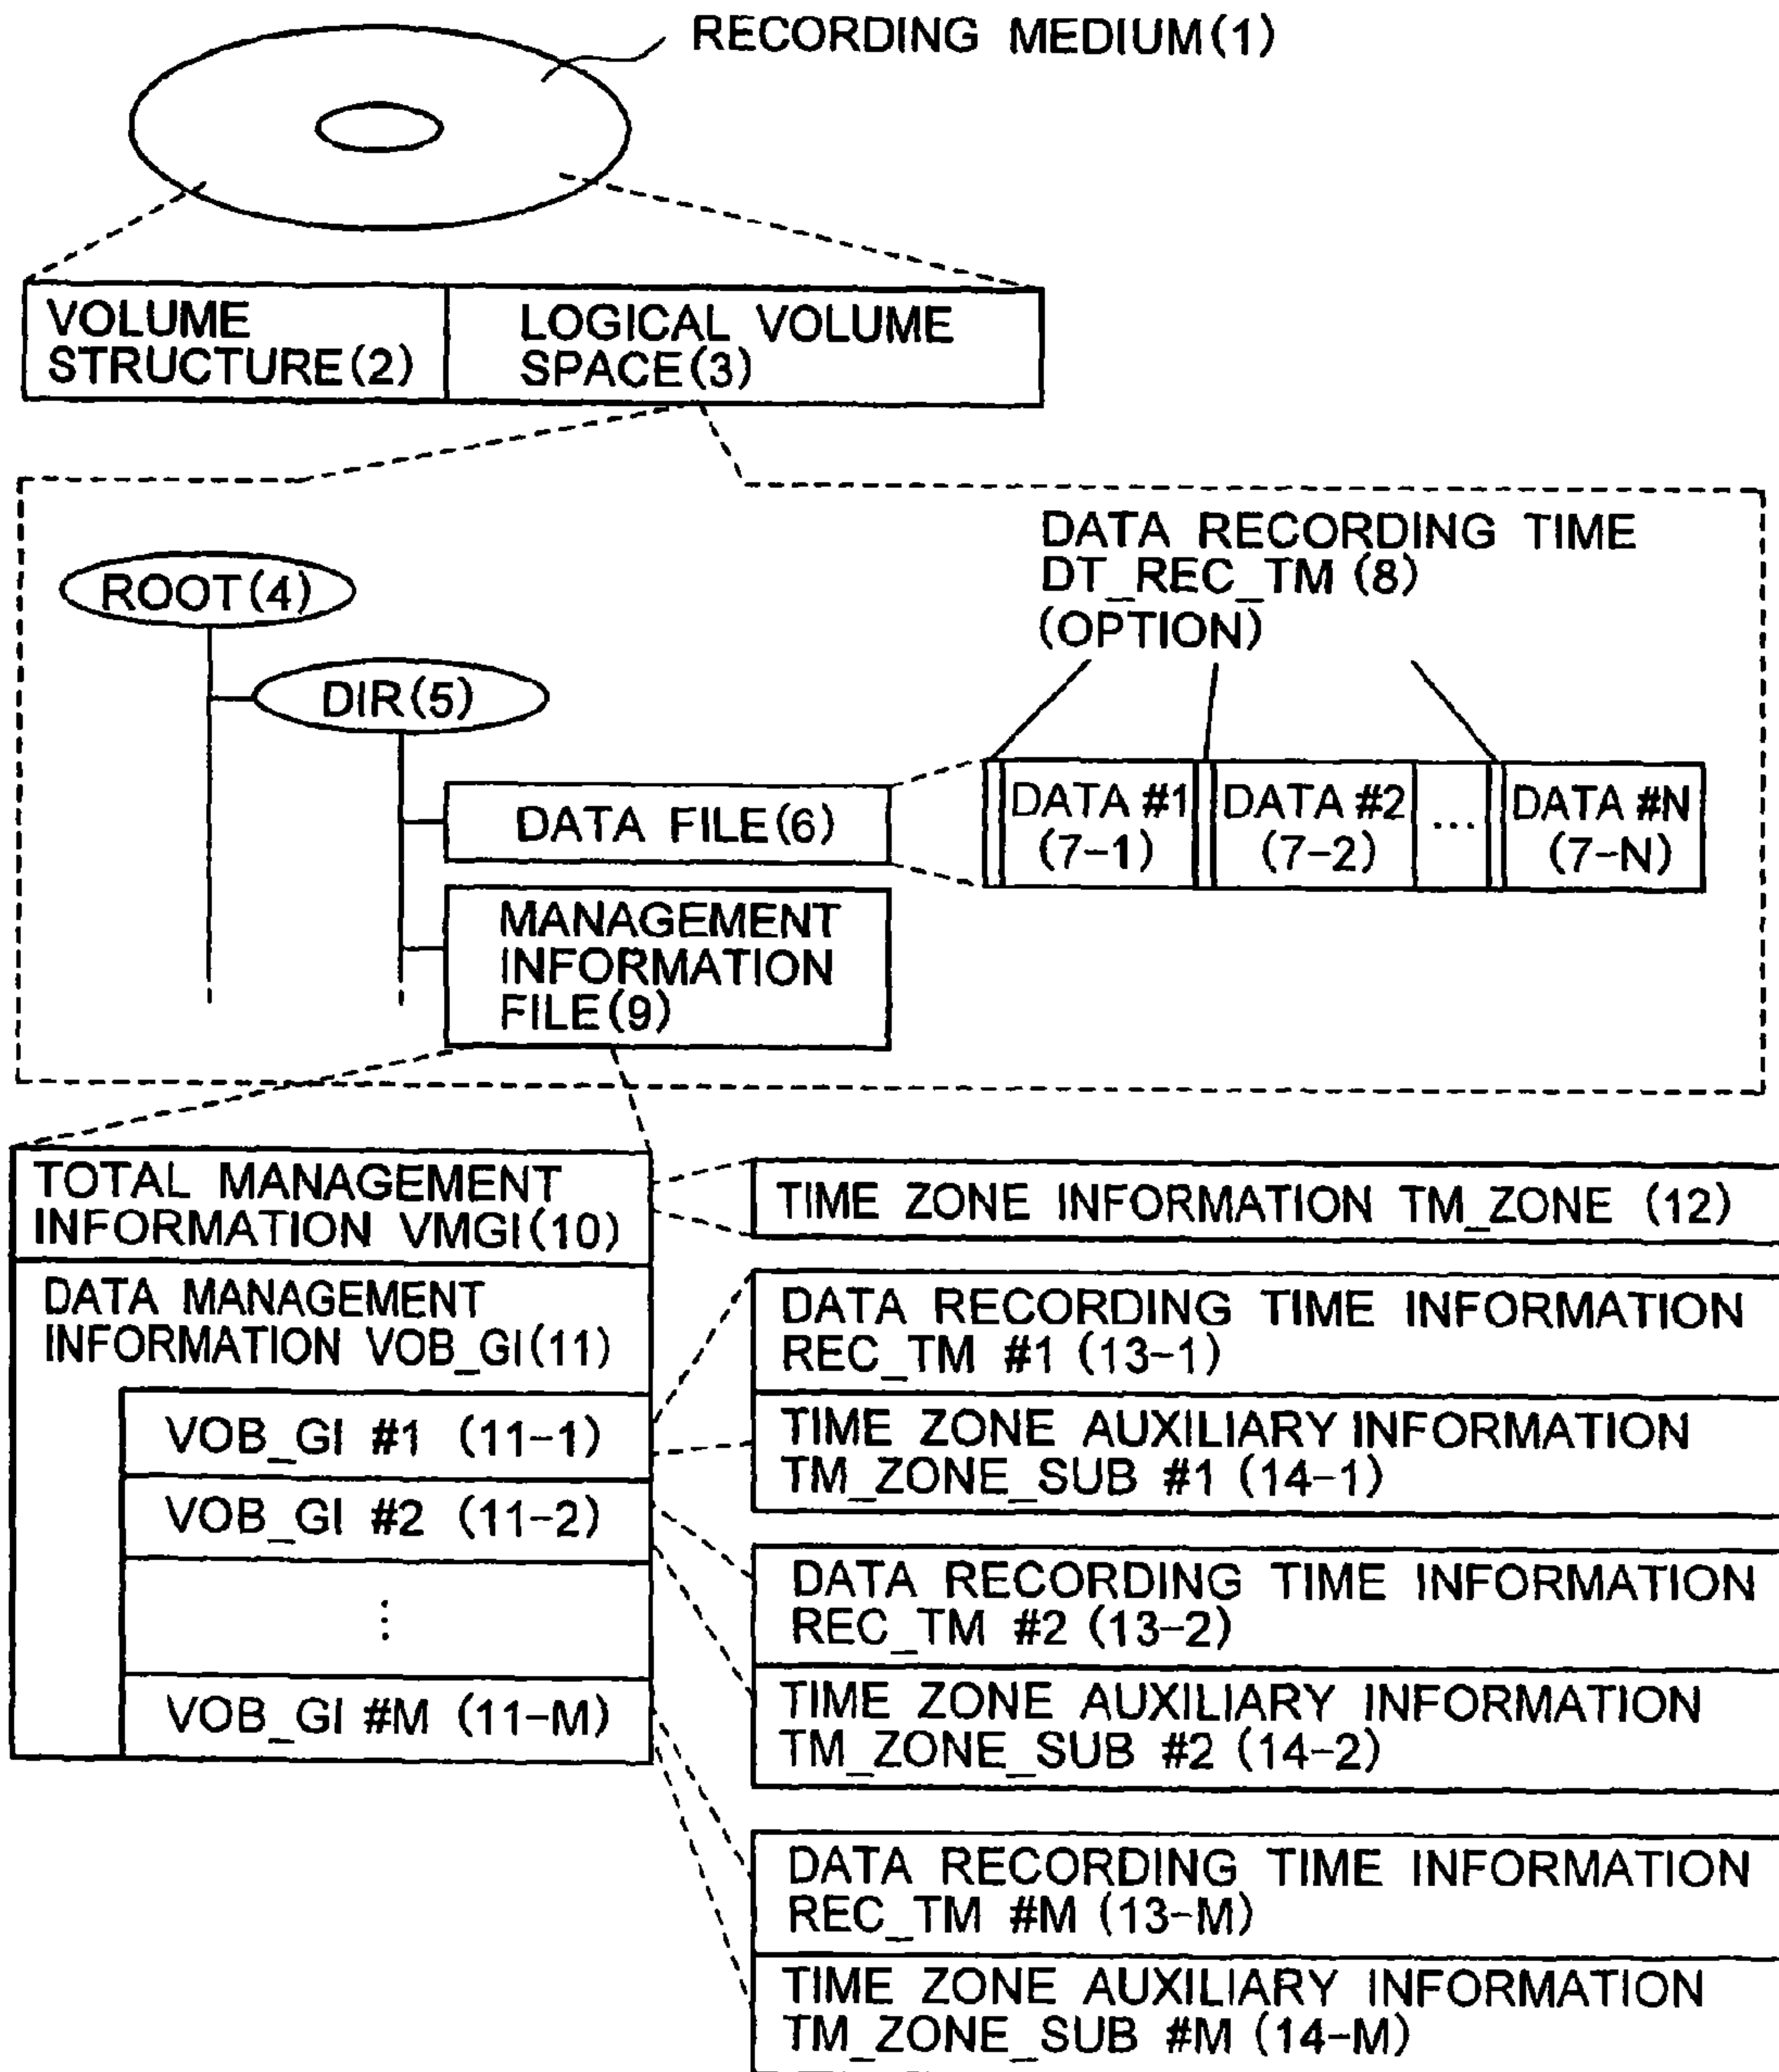 RECORDING MEDIUM(1)
VOLUME
STRUCTURE(2)
LOGICAL VOLUME
SPACE(3)
ROOT(4)
DIR(5)
DATA RECORDING TIME
DT_REC_TM (8)
(OPTION)
DATA FILE(6)
DATA #1
(7-1)
DATA #2
(7-2)
...
DATA #N
(7-N)
MANAGEMENT
INFORMATION
FILE(9)
TOTAL MANAGEMENT
INFORMATION VMGI(10)
TIME ZONE INFORMATION TM_ZONE (12)
DATA MANAGEMENT
INFORMATION VOB_GI(11)
VOB_GI #1 (11-1)
VOB_GI #2 (11-2)
⋮
VOB_GI #M (11-M)
DATA RECORDING TIME INFORMATION
REC_TM #1 (13-1)
TIME ZONE AUXILIARY INFORMATION
TM_ZONE_SUB #1 (14-1)
DATA RECORDING TIME INFORMATION
REC_TM #2 (13-2)
TIME ZONE AUXILIARY INFORMATION
TM_ZONE_SUB #2 (14-2)
DATA RECORDING TIME INFORMATION
REC_TM #M (13-M)
TIME ZONE AUXILIARY INFORMATION
TM_ZONE_SUB #M (14-M)